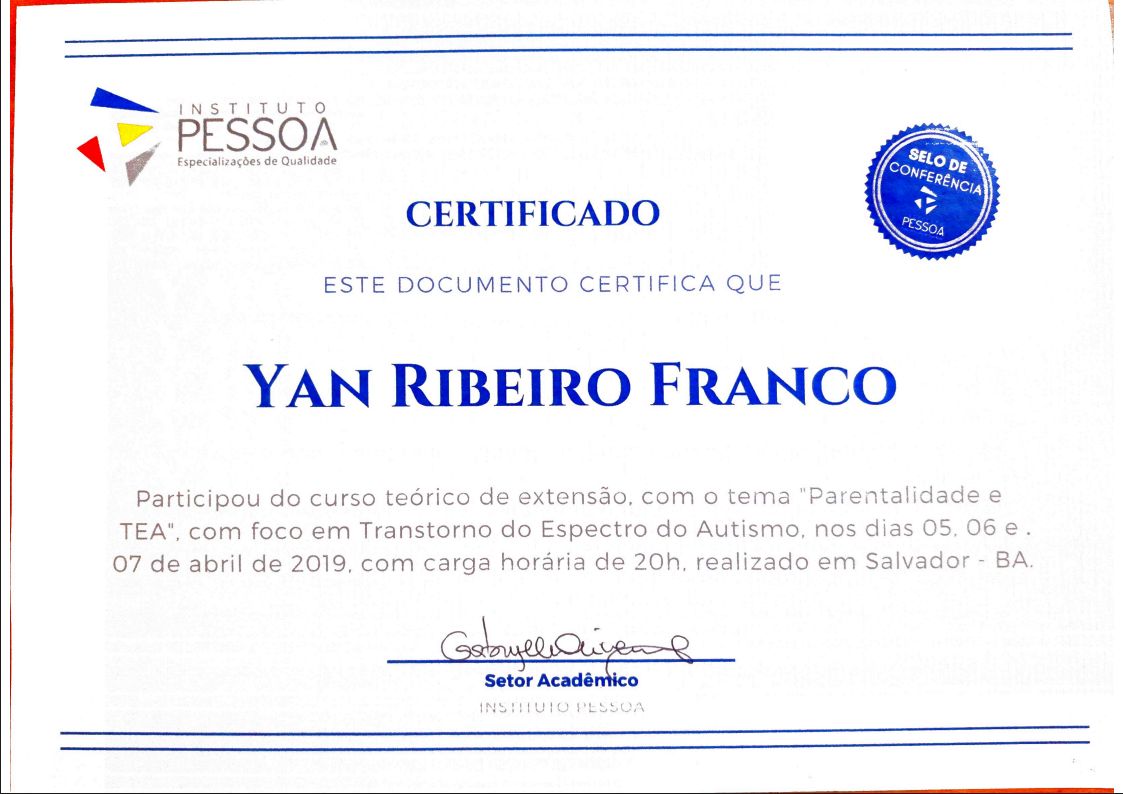 INSTITUTO
PESSOA
Especializações de Qualidade
SELO DE
CONFERÊNCIA
PESSOA
CERTIFICADO
ESTE DOCUMENTO CERTIFICA QUE
YAN RIBEIRO FRANCO
Participou do curso teórico de extensão, com o tema "Parentalidade e
TEA", com foco em Transtorno do Espectro do Autismo, nos dias 05, 06 e .
07 de abril de 2019, com carga horária de 20h, realizado em Salvador - BA.
Setor Acadêmico
INSTITUTO PESSOA